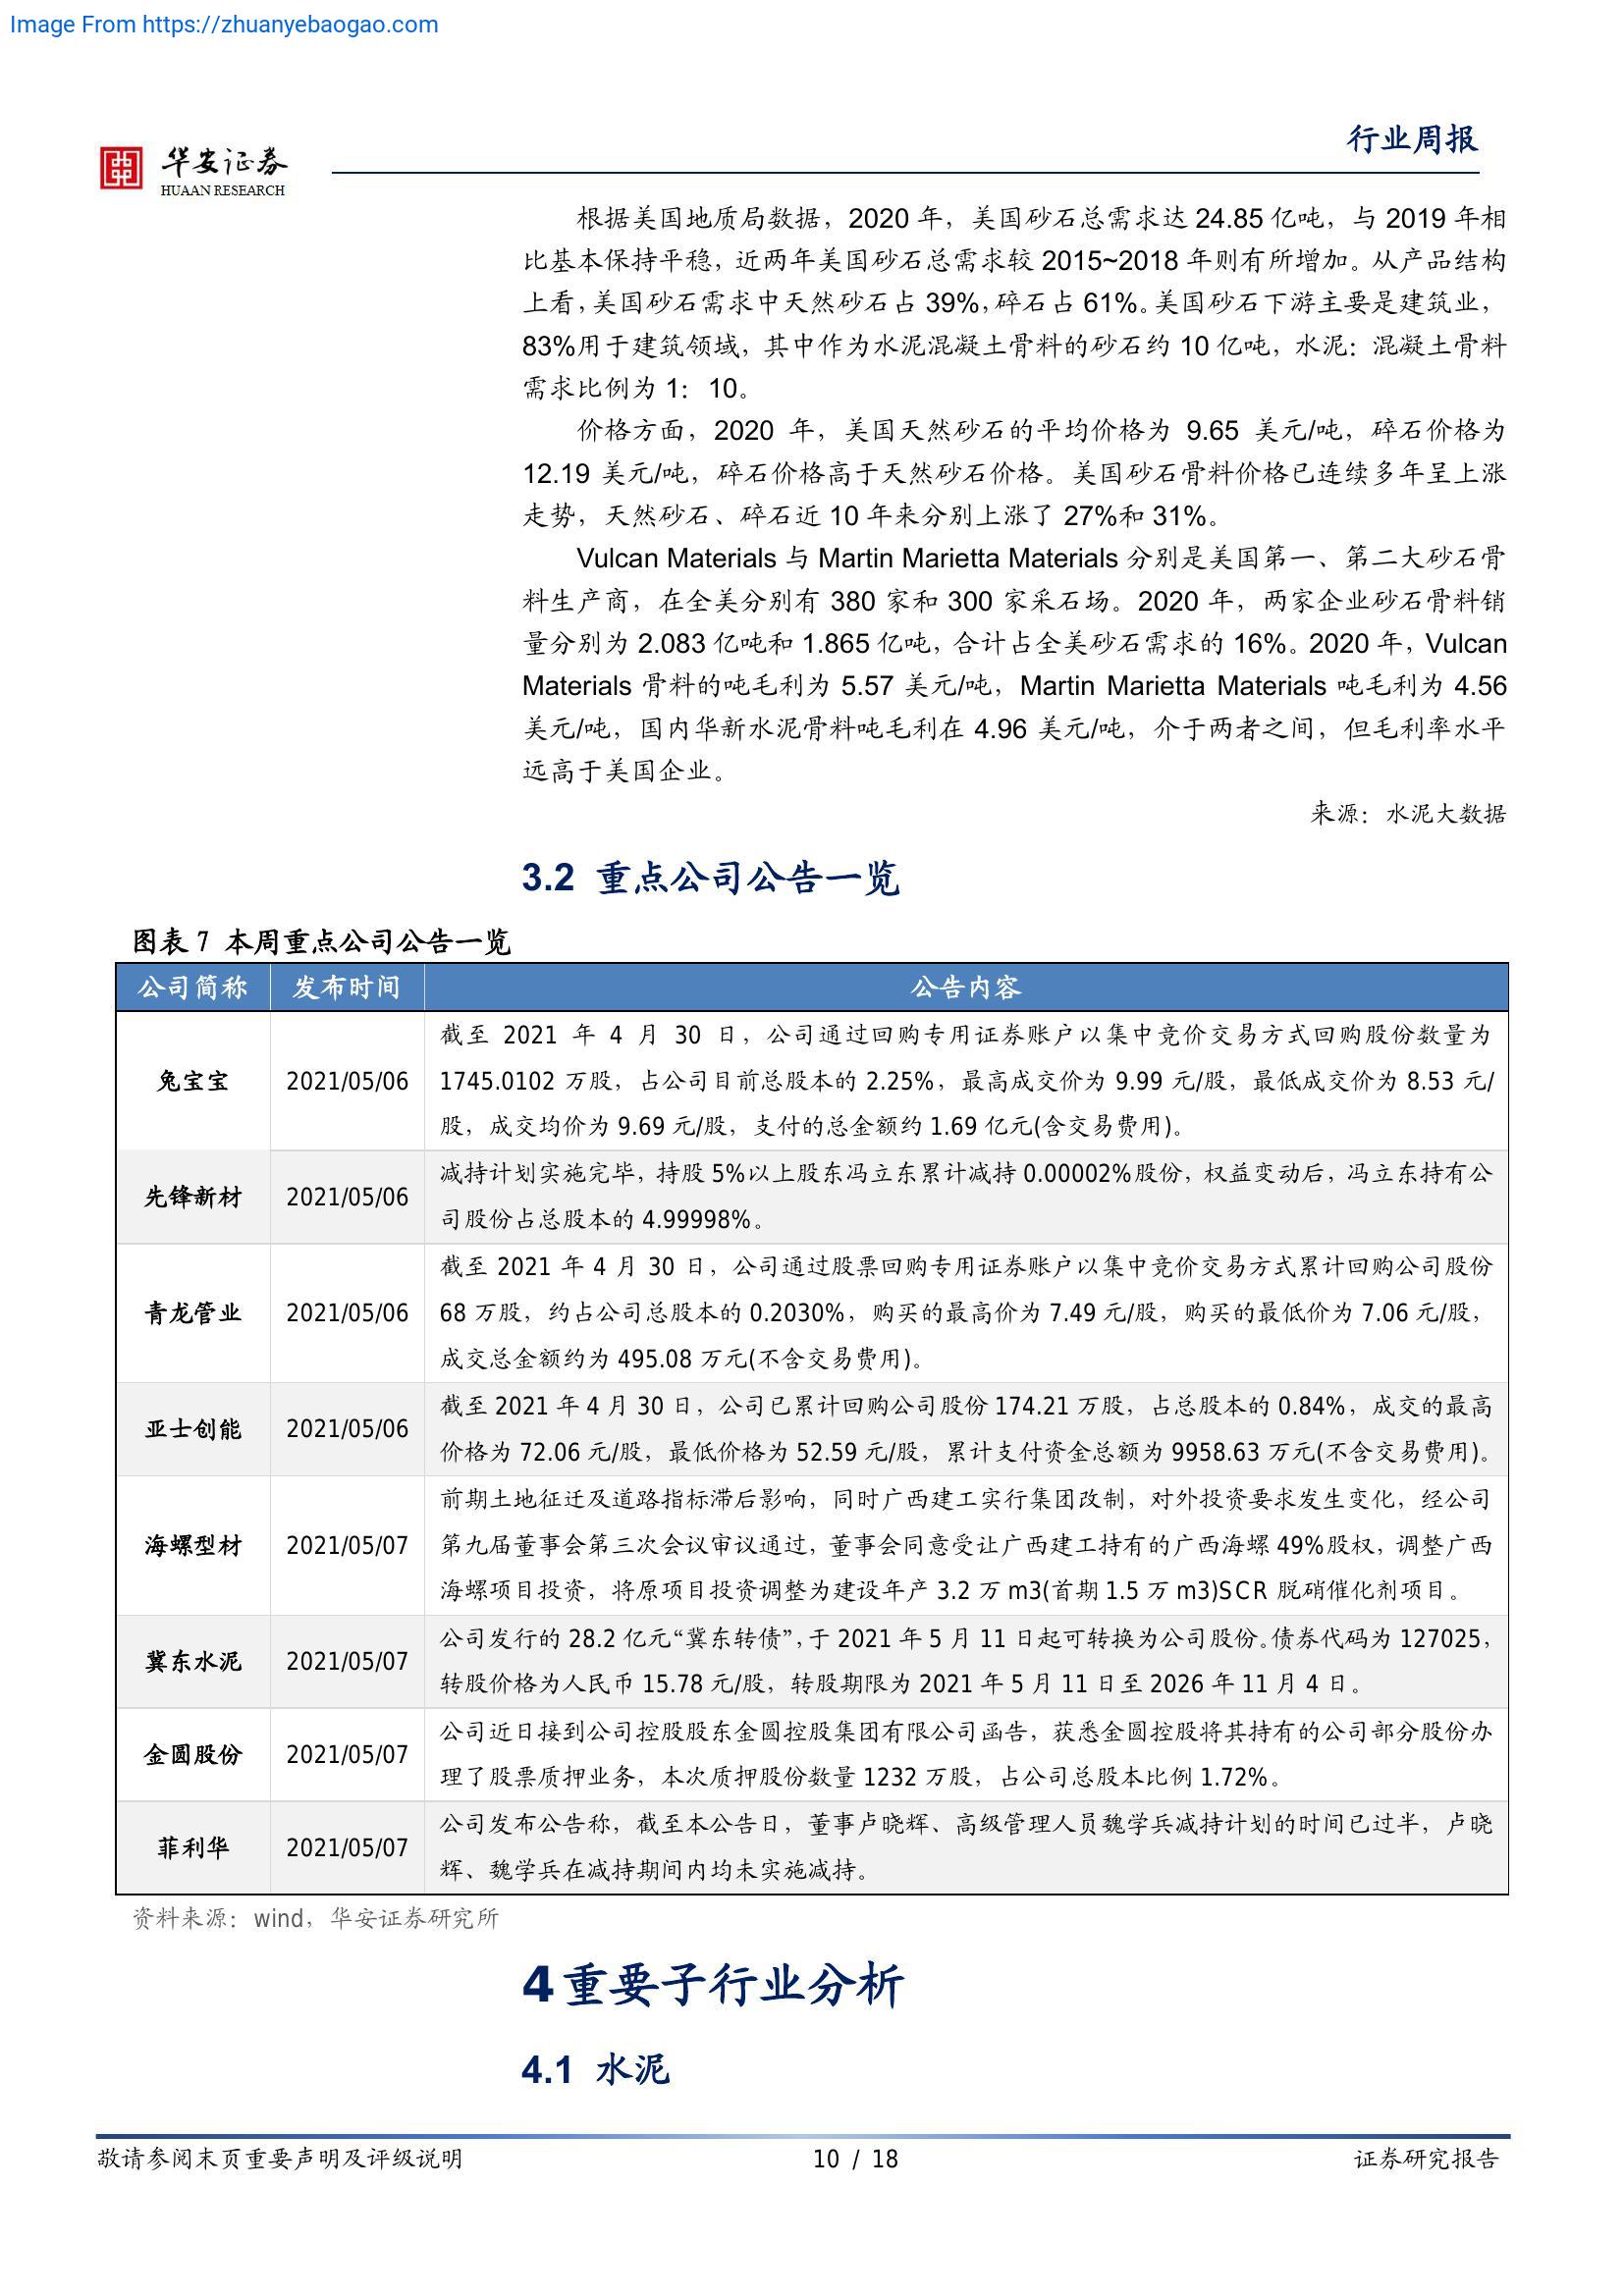 Image From https://zhuanyebaogao.com
行业周报
华安证券
HUAAN RESEARCH
根据美国地质局数据，2020 年，美国砂石总需求达 24.85 亿吨，与 2019 年相
比基本保持平稳，近两年美国砂石总需求较 2015~2018 年则有所增加。从产品结构
上看，美国砂石需求中天然砂石占 39%，碎石占 61%。美国砂石下游主要是建筑业，
83%用于建筑领域，其中作为水泥混凝土骨料的砂石约 10 亿吨，水泥：混凝土骨料
需求比例为 1：10。
价格方面，2020 年，美国天然砂石的平均价格为 9.65 美元/吨，碎石价格为
12.19 美元/吨，碎石价格高于天然砂石价格。美国砂石骨料价格已连续多年呈上涨
走势，天然砂石、碎石近 10 年来分别上涨了 27%和 31%。
Vulcan Materials 与 Martin Marietta Materials 分别是美国第一、第二大砂石骨
料生产商，在全美分别有 380 家和 300 家采石场。2020 年，两家企业砂石骨料销
量分别为 2.083 亿吨和 1.865 亿吨，合计占全美砂石需求的 16%。2020 年，Vulcan
Materials 骨料的吨毛利为 5.57 美元/吨，Martin Marietta Materials 吨毛利为 4.56
美元/吨，国内华新水泥骨料吨毛利在 4.96 美元/吨，介于两者之间，但毛利率水平
远高于美国企业。
来源：水泥大数据
3.2 重点公司公告一览
图表 7 本周重点公司公告一览
公司简称 发布时间 公告内容
兔宝宝 2021/05/06
截至 2021 年 4 月 30 日，公司通过回购专用证券账户以集中竞价交易方式回购股份数量为
1745.0102 万股，占公司目前总股本的 2.25%，最高成交价为 9.99 元/股，最低成交价为 8.53 元/
股，成交均价为 9.69 元/股，支付的总金额约 1.69 亿元(含交易费用)。
先锋新材 2021/05/06
减持计划实施完毕，持股 5%以上股东冯立东累计减持 0.00002%股份，权益变动后，冯立东持有公
司股份占总股本的 4.99998%。
青龙管业 2021/05/06
截至 2021 年 4 月 30 日，公司通过股票回购专用证券账户以集中竞价交易方式累计回购公司股份
68 万股，约占公司总股本的 0.2030%，购买的最高价为 7.49 元/股，购买的最低价为 7.06 元/股，
成交总金额约为 495.08 万元(不含交易费用)。
亚士创能 2021/05/06
截至 2021 年 4 月 30 日，公司已累计回购公司股份 174.21 万股，占总股本的 0.84%，成交的最高
价格为 72.06 元/股，最低价格为 52.59 元/股，累计支付资金总额为 9958.63 万元(不含交易费用)。
海螺型材 2021/05/07
前期土地征迁及道路指标滞后影响，同时广西建工实行集团改制，对外投资要求发生变化，经公司
第九届董事会第三次会议审议通过，董事会同意受让广西建工持有的广西海螺 49%股权，调整广西
海螺项目投资，将原项目投资调整为建设年产 3.2 万 m3(首期 1.5 万 m3)SCR 脱硝催化剂项目。
冀东水泥 2021/05/07
公司发行的 28.2 亿元“冀东转债”，于 2021 年 5 月 11 日起可转换为公司股份。债券代码为 127025，
转股价格为人民币 15.78 元/股，转股期限为 2021 年 5 月 11 日至 2026 年 11 月 4 日。
金圆股份 2021/05/07
公司近日接到公司控股股东金圆控股集团有限公司函告，获悉金圆控股将其持有的公司部分股份办
理了股票质押业务，本次质押股份数量 1232 万股，占公司总股本比例 1.72%。
菲利华 2021/05/07
公司发布公告称，截至本公告日，董事卢晓辉、高级管理人员魏学兵减持计划的时间已过半，卢晓
辉、魏学兵在减持期间内均未实施减持。
资料来源：wind，华安证券研究所
4 重要子行业分析
4.1 水泥
敬请参阅末页重要声明及评级说明 10 / 18 证券研究报告